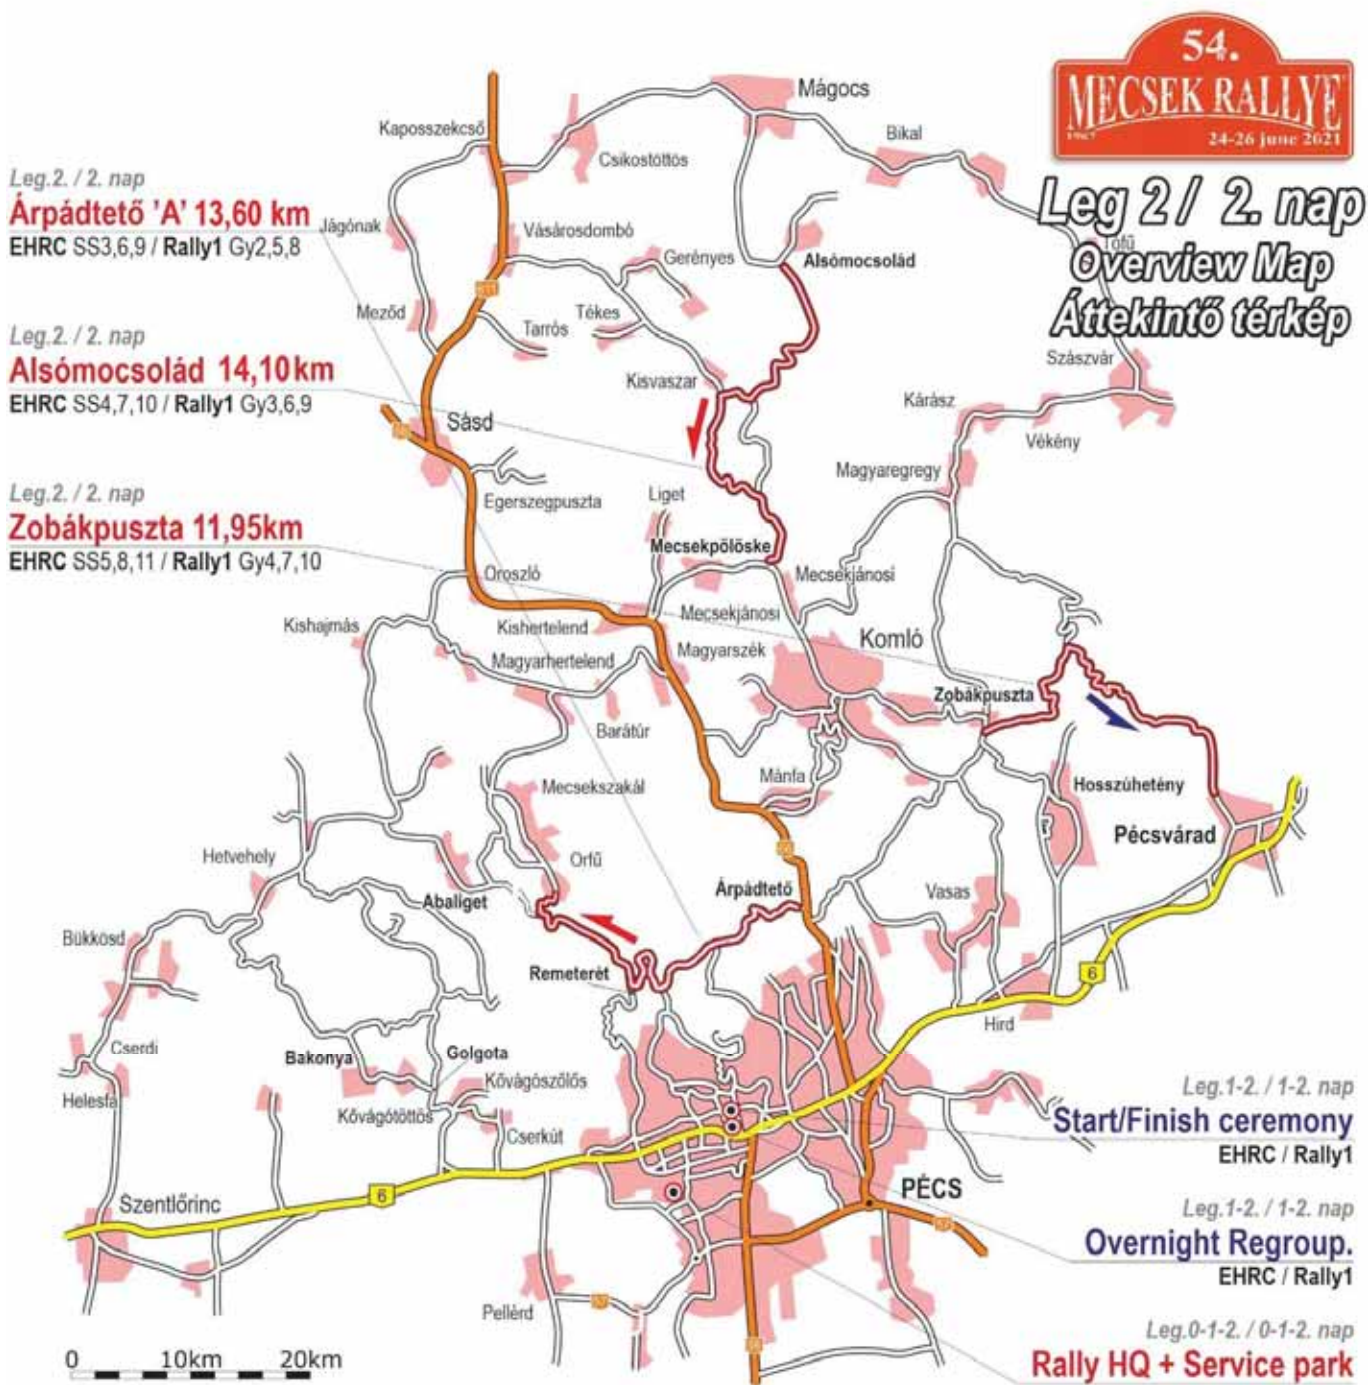 54.
MECSEK RALLYE
1967
24-26 june 2021
Leg 2 / 2. nap
Overview Map
Áttekintő térkép
Leg.2. / 2. nap
Árpádtető 'A' 13,60 km
EHRC SS3,6,9 / Rally1 Gy2,5,8
Leg.2. / 2. nap
Alsómocsolád 14,10km
EHRC SS4,7,10 / Rally1 Gy3,6,9
Leg.2. / 2. nap
Zobákpuszta 11,95km
EHRC SS5,8,11 / Rally1 Gy4,7,10
Mágocs
Kaposszekcső
Bikal
Csikostöttös
Jágónak
Vásárosdombó
Gerényes
Alsómocsolád
Tófű
Meződ
Tékes
Tarrós
Szászvár
Kisvaszar
Kárász
Sásd
Vékény
Magyaregregy
Egerszegpuszta
Liget
Mecsekpölöske
Oroszló
Mecsekjánosi
Mecsekjánosi
Kishajmás
Kishertelend
Komló
Magyarszék
Magyarhertelend
Zobákpuszta
Barátúr
Mánfa
Mecsekszakál
Hosszúhetény
Pécsvárad
Hetvehely
Orfű
Árpádtető
Vasas
Abaliget
Bükkösd
Remeterét
6
Hird
Cserdi
Bakonya
Golgota
Kővágószőlős
Helesfa
Kővágótöttös
Cserkút
6
Szentlőrinc
PÉCS
Pellérd
Leg.1-2. / 1-2. nap
Start/Finish ceremony
EHRC / Rally1
Leg.1-2. / 1-2. nap
Overnight Regroup.
EHRC / Rally1
Leg.0-1-2. / 0-1-2. nap
Rally HQ + Service park
0 10km 20km